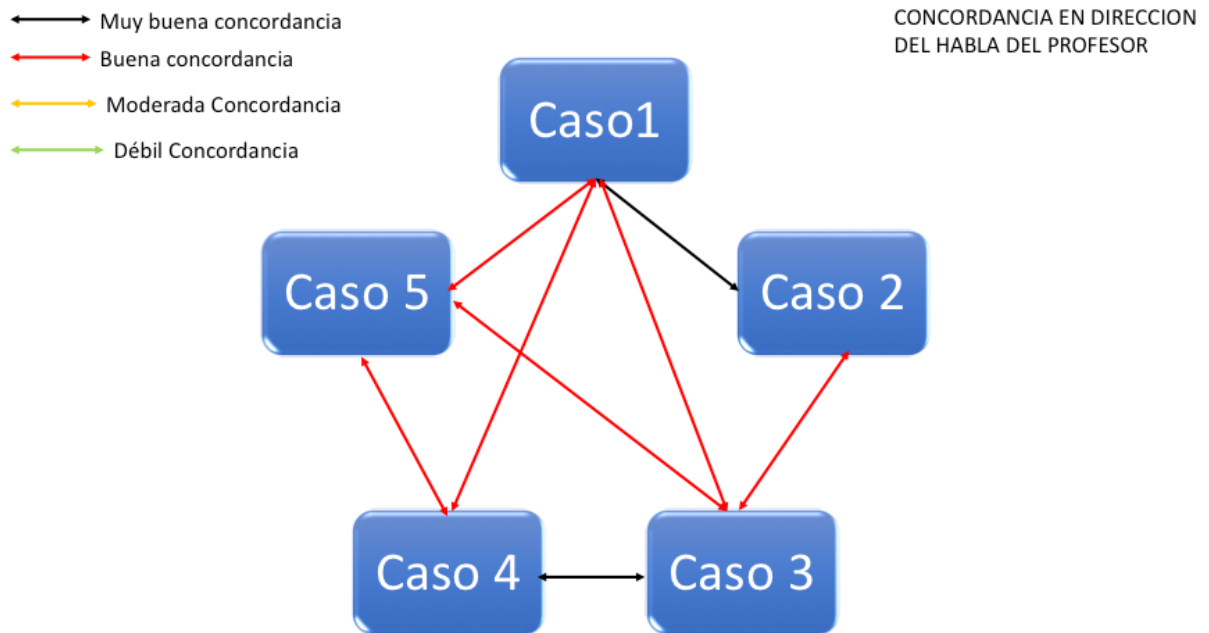 Muy buena concordancia
Buena concordancia
Moderada Concordancia
Débil Concordancia
CONCORDANCIA EN DIRECCION
DEL HABLA DEL PROFESOR
Caso1
Caso 5
Caso 2
Caso 4
Caso 3